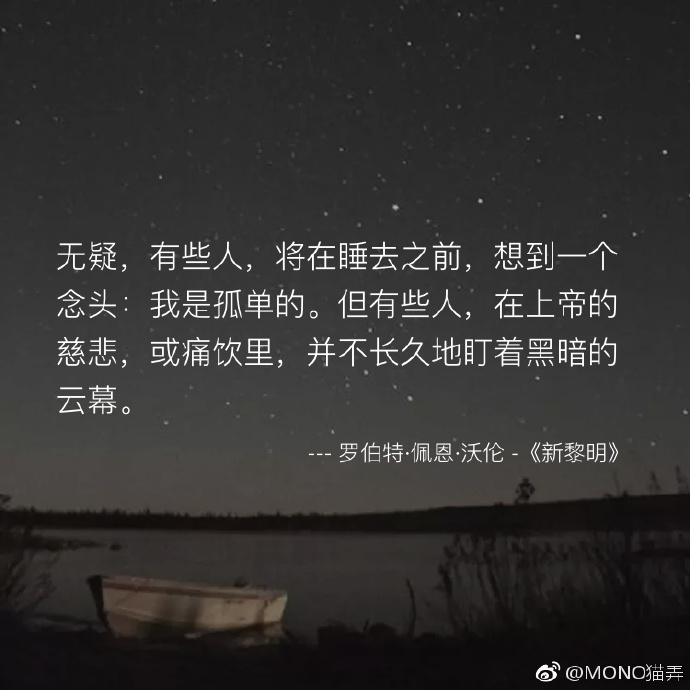 无疑，有些人，将在睡去之前，想到一个
念头：我是孤单的。但有些人，在上帝的
慈悲，或痛饮里，并不长久地盯着黑暗的
云幕。
--- 罗伯特·佩恩·沃伦 -《新黎明》
@MONO猫弄